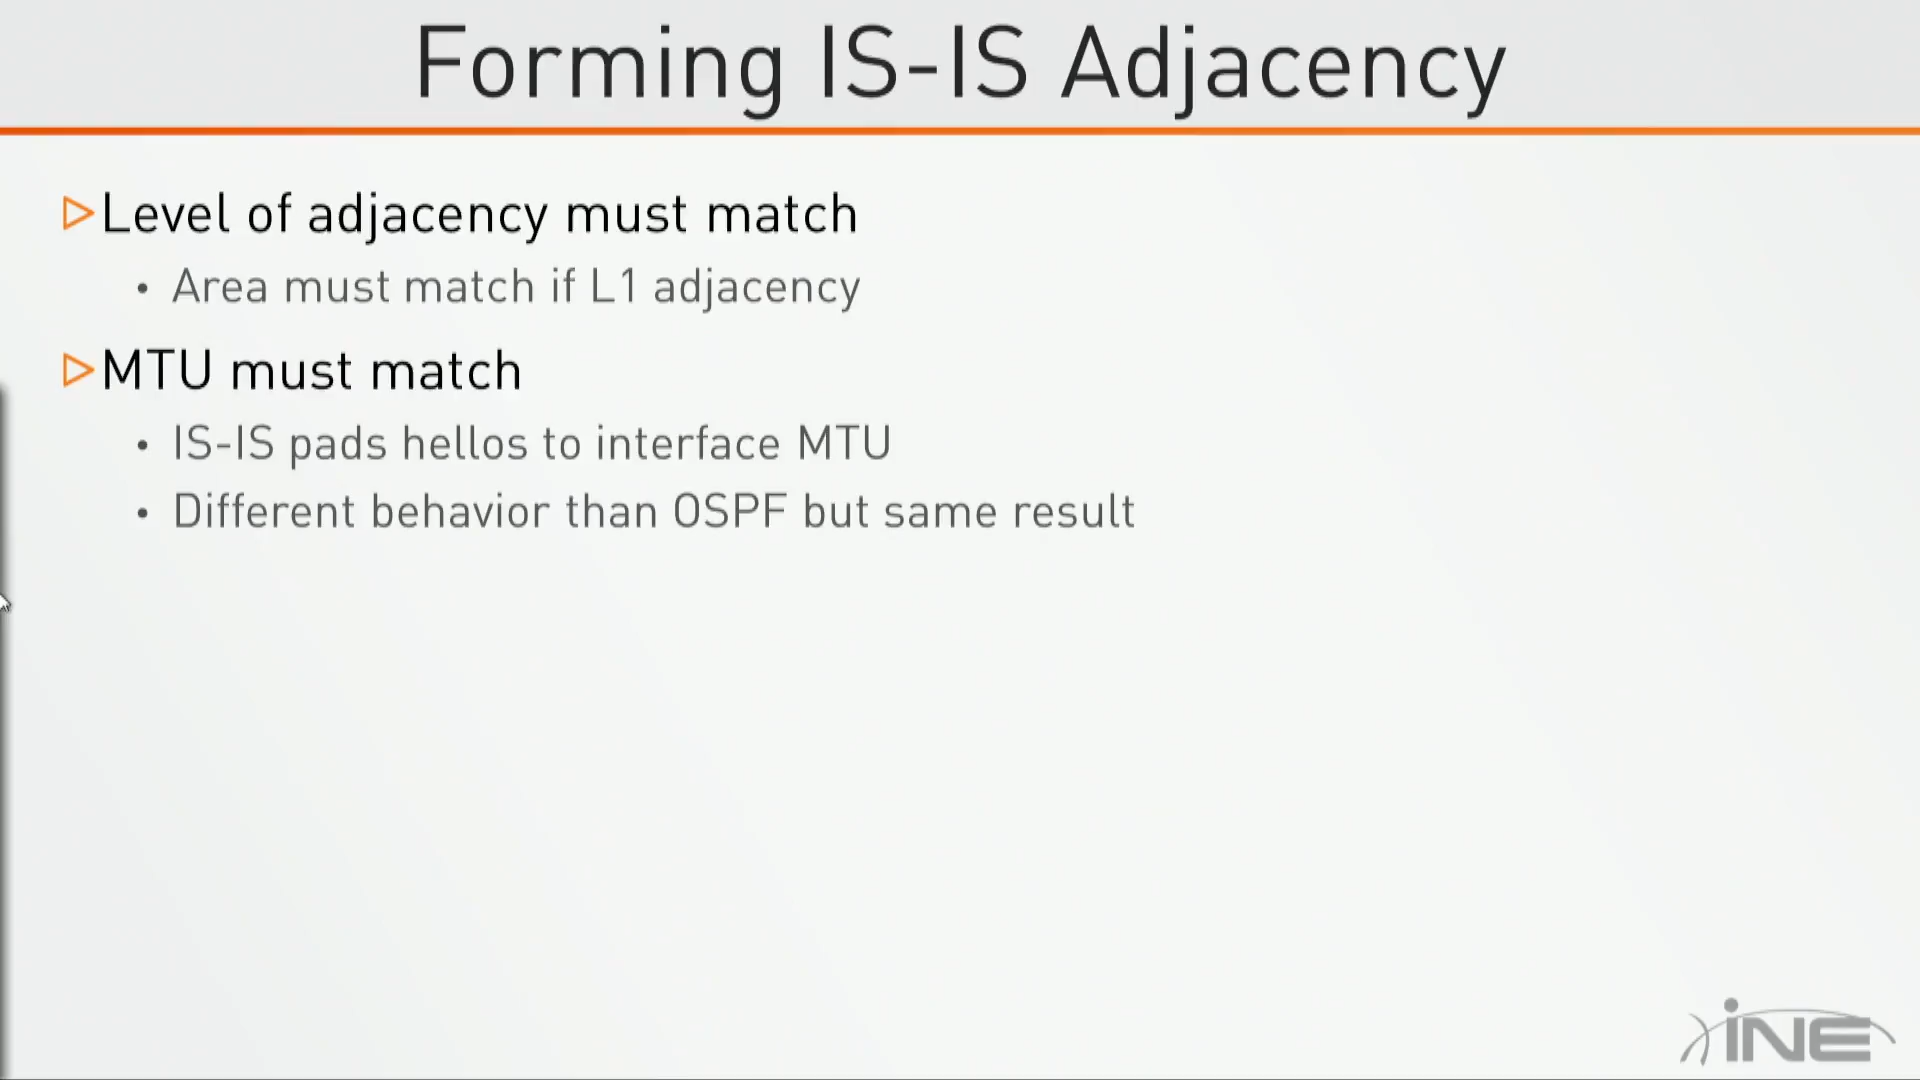 Forming IS-IS Adjacency
Level of adjacency must match
• Area must match if L1 adjacency
MTU must match
• IS-IS pads hellos to interface MTU
• Different behavior than OSPF but same result
iNE